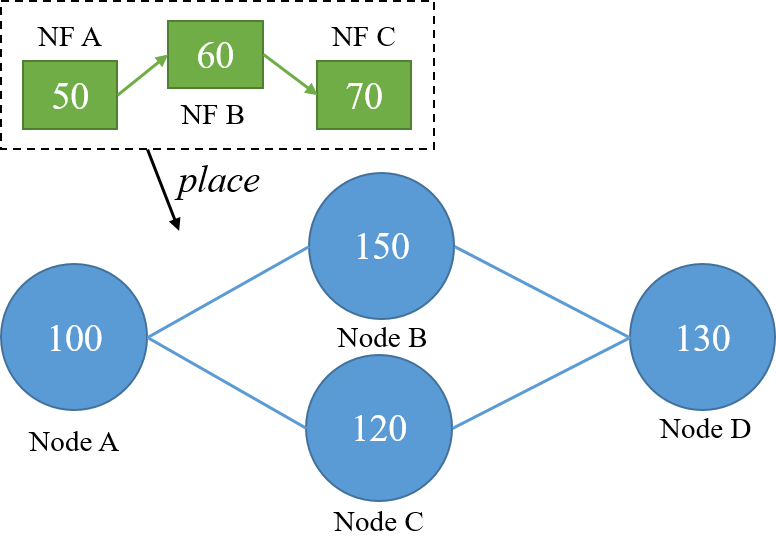 NF A
NF C
50
60
70
NF B
place
150
100
Node B
130
120
Node A
Node D
Node C